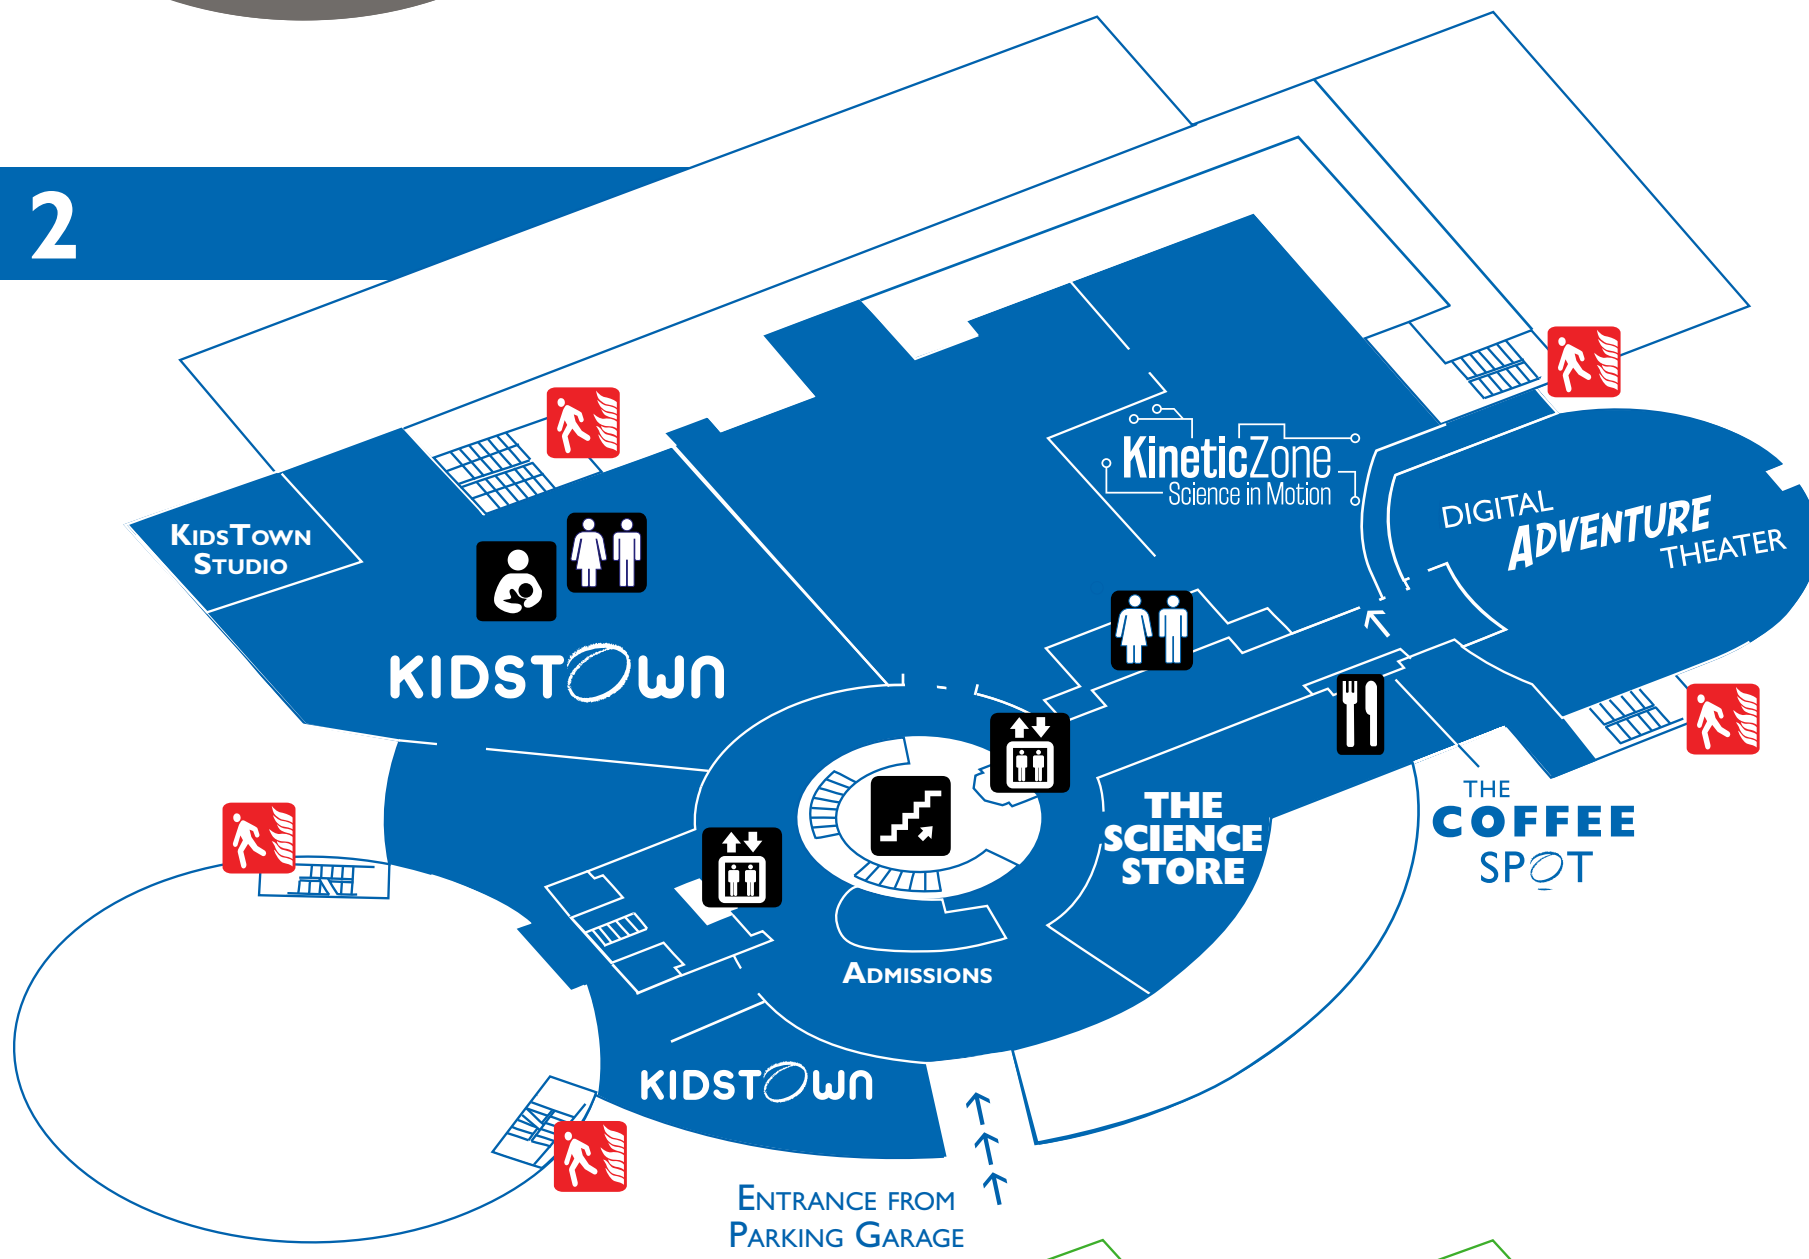 2
KidsTown
Studio
KIDSTOWN
KineticZone
Science in Motion
DIGITAL
ADVENTURE
THEATER
THE
SCIENCE
STORE
THE
COFFEE
SPOT
Admissions
KIDSTOWN
Entrance from
Parking Garage